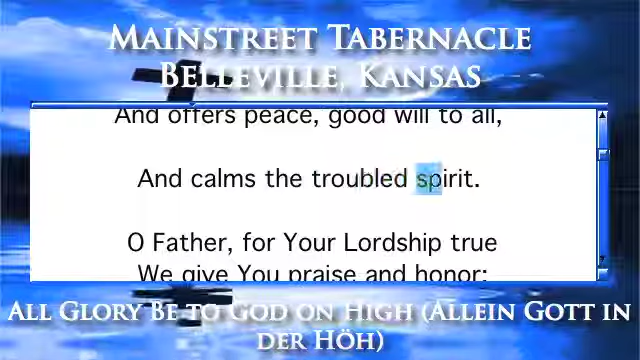 Mainstreet Tabernacle
Belleville, Kansas
And offers peace, good will to all,
And calms the troubled spirit.
O Father, for Your Lordship true
We give You praise and honor;
All Glory Be to God on High (Allein Gott in
der Höh)